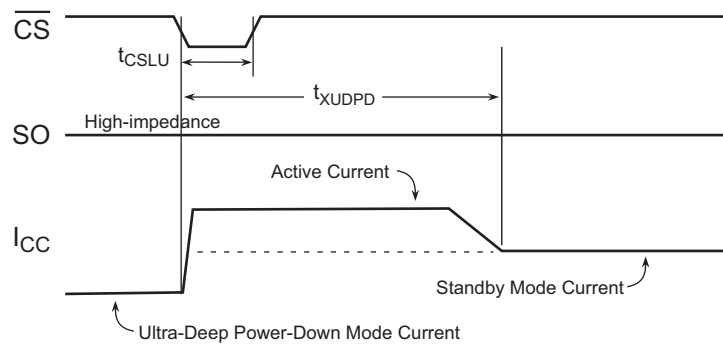 CS
tCSLU
tXUDPD
High-impedance
SO
Active Current
ICC
Standby Mode Current
Ultra-Deep Power-Down Mode Current